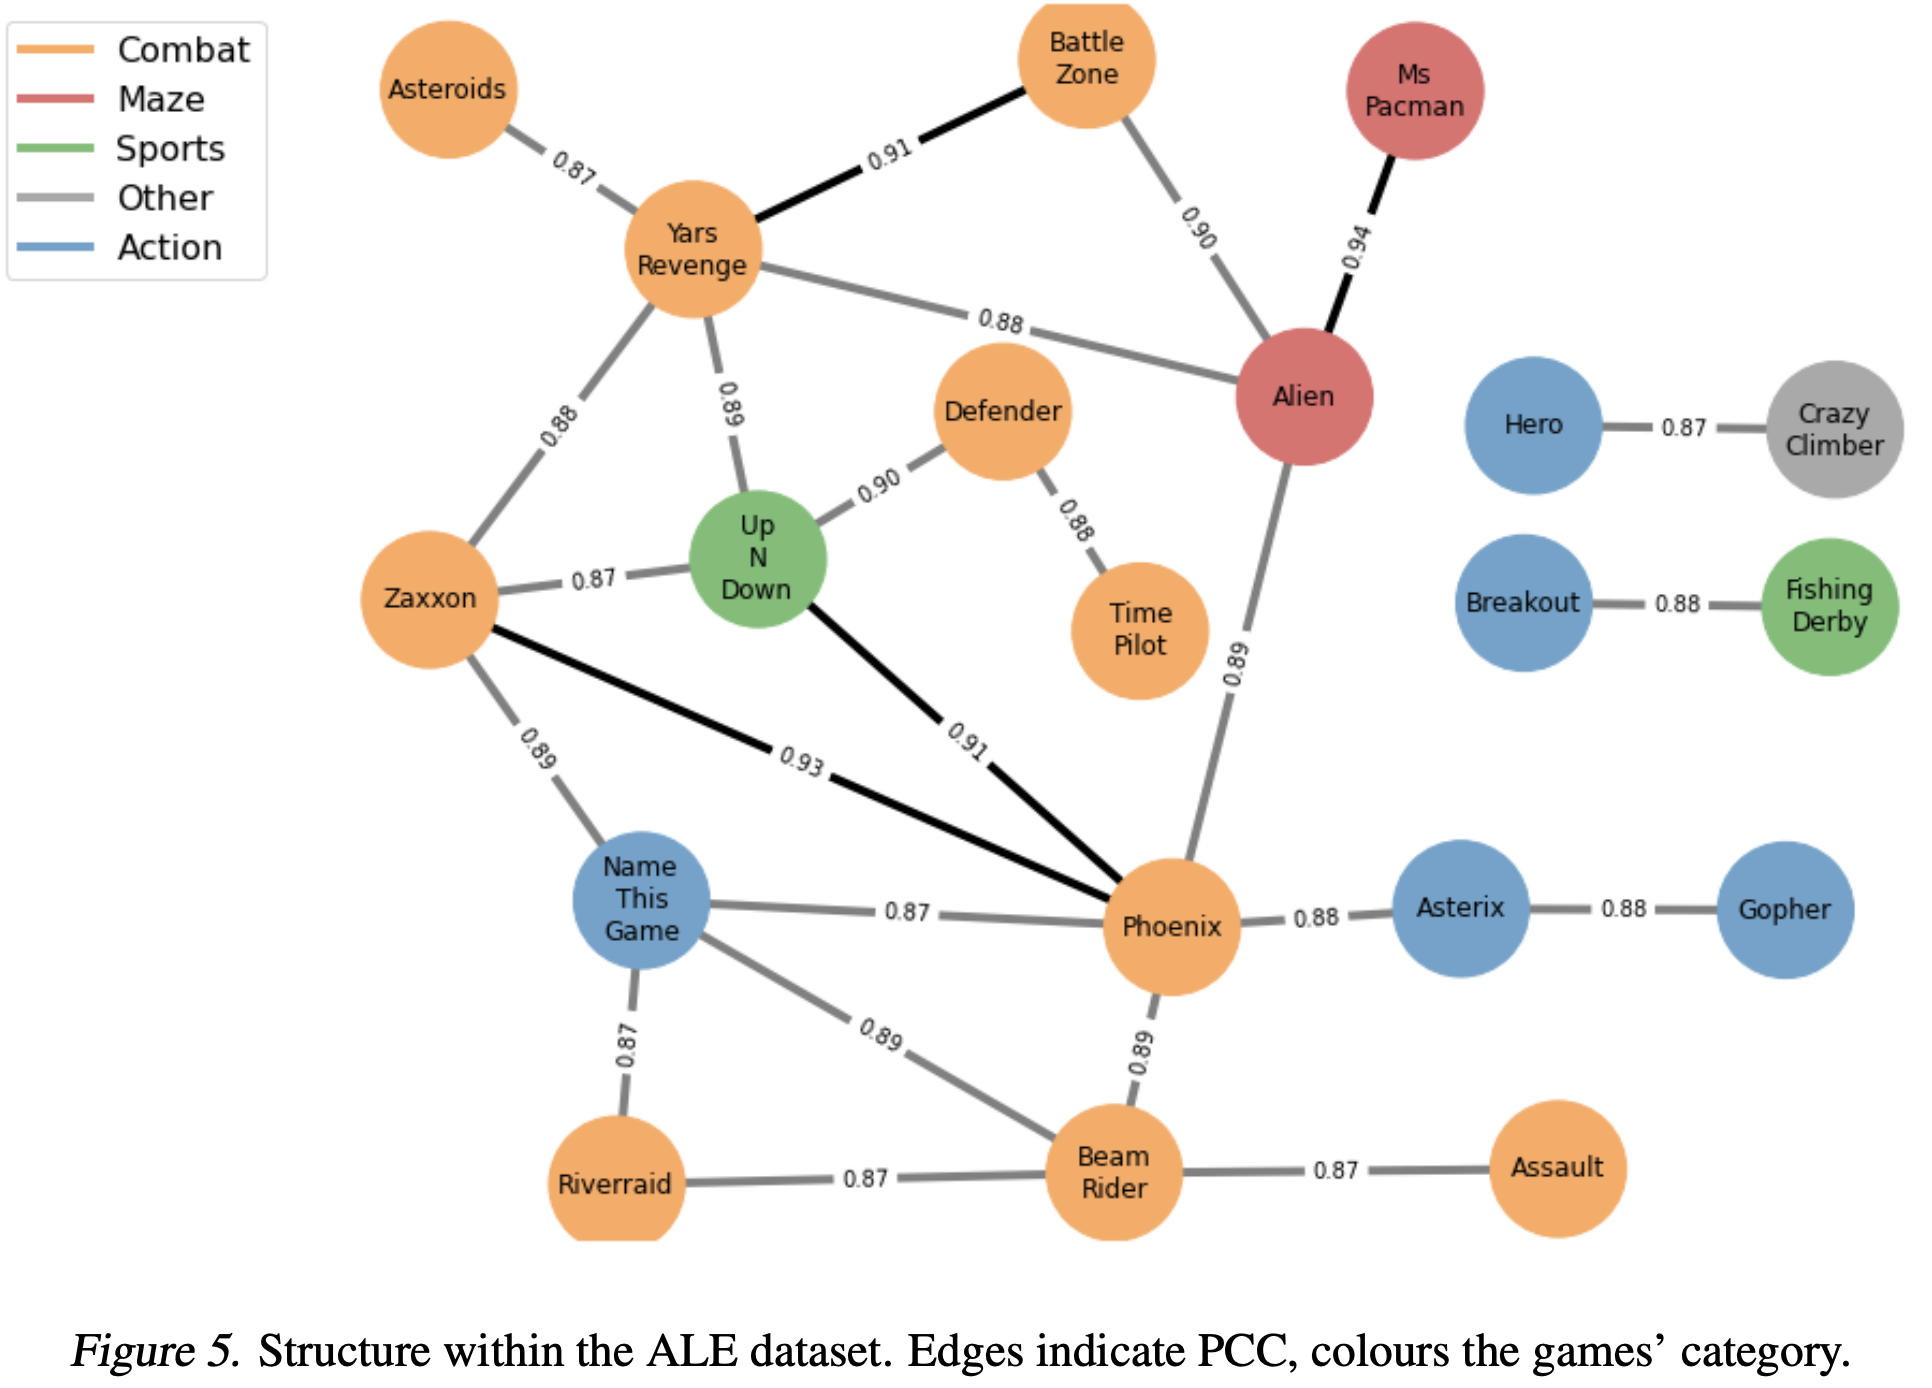 Combat
Maze
Sports
Other
Action
Asteroids
Battle
Zone
Ms
Pacman
0.87
0.91
0.90
0.94
Yars
Revenge
0.88
Defender
Alien
Hero
0.87
Crazy
Climber
0.88
0.89
0.90
0.88
Up
N
Down
Zaxxon
0.87
Time
Pilot
Breakout
0.88
Fishing
Derby
0.89
0.89
0.93
0.91
Name
This
Game
0.87
Phoenix
0.88
Asterix
0.88
Gopher
0.87
0.89
0.89
Riverraid
0.87
Beam
Rider
0.87
Assault
Figure 5. Structure within the ALE dataset. Edges indicate PCC, colours the games’ category.